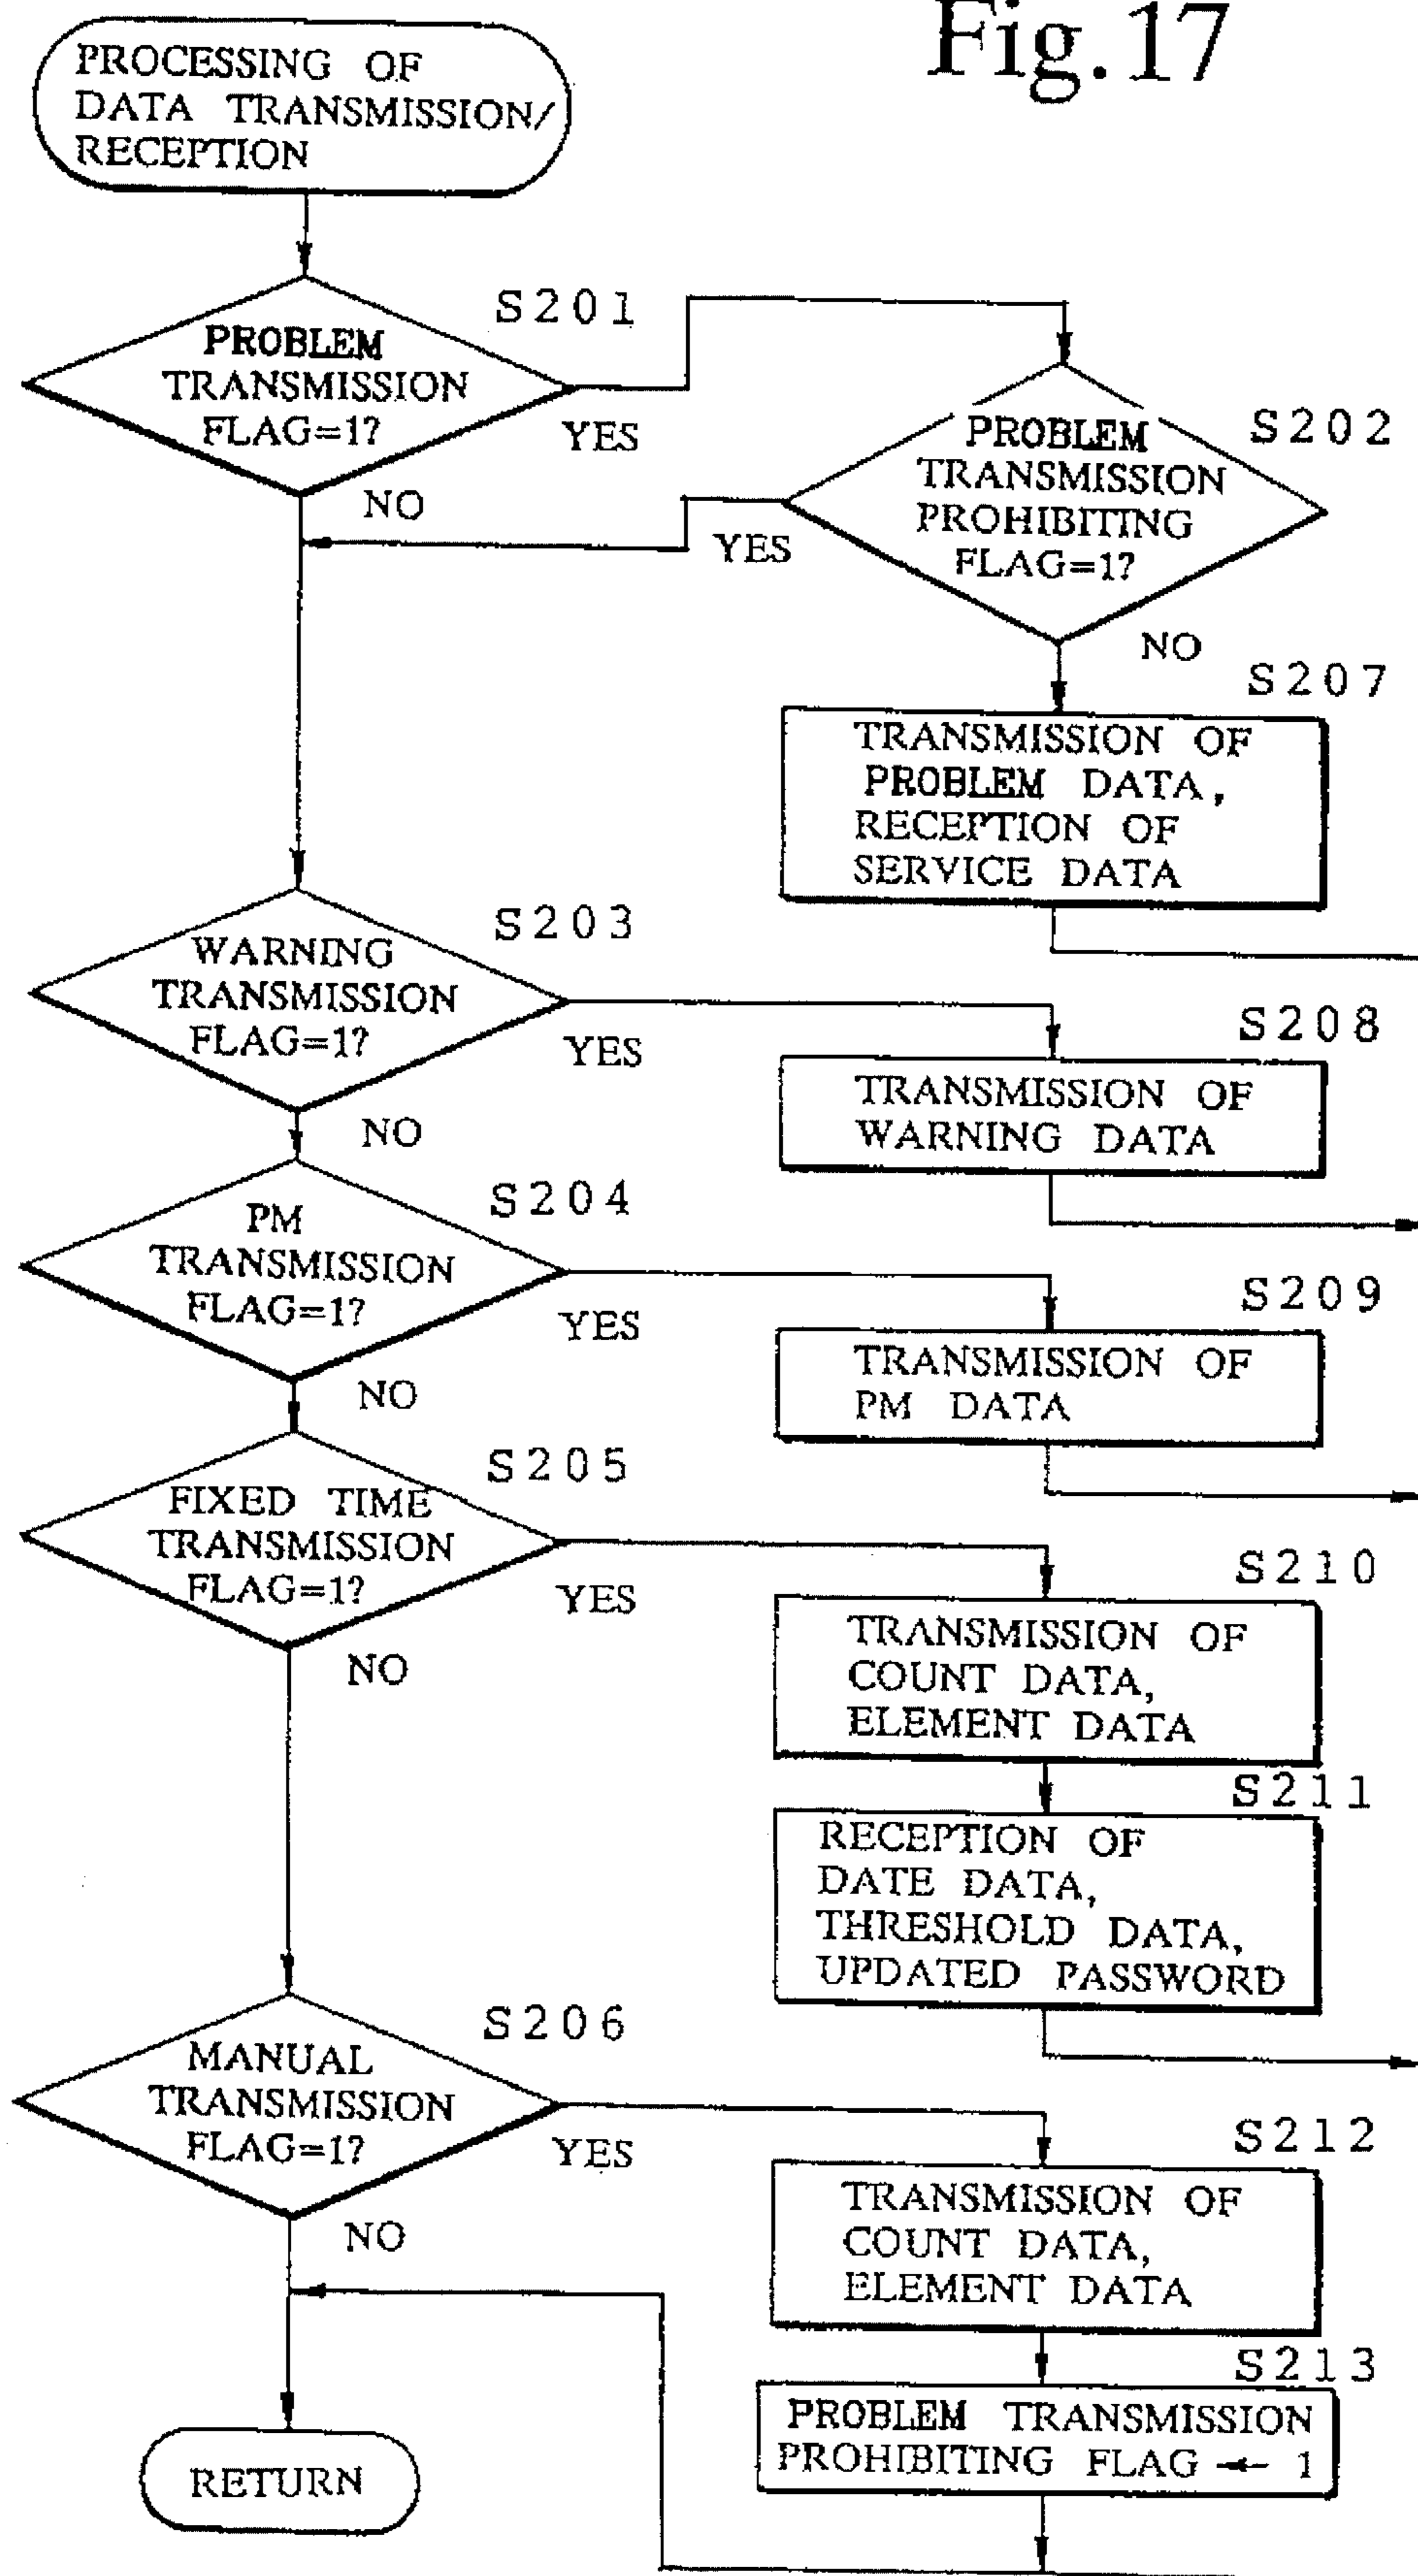 Fig.17
PROCESSING OF
DATA TRANSMISSION/
RECEPTION
S201
PROBLEM
TRANSMISSION
FLAG=1?
YES
NO
S202
PROBLEM
TRANSMISSION
PROHIBITING
FLAG=1?
YES
NO
S207
TRANSMISSION OF
PROBLEM DATA,
RECEPTION OF
SERVICE DATA
S203
WARNING
TRANSMISSION
FLAG=1?
YES
NO
S208
TRANSMISSION OF
WARNING DATA
S204
PM
TRANSMISSION
FLAG=1?
YES
NO
S209
TRANSMISSION OF
PM DATA
S205
FIXED TIME
TRANSMISSION
FLAG=1?
YES
NO
S210
TRANSMISSION OF
COUNT DATA,
ELEMENT DATA
S211
RECEPTION OF
DATE DATA,
THRESHOLD DATA,
UPDATED PASSWORD
S206
MANUAL
TRANSMISSION
FLAG=1?
YES
NO
S212
TRANSMISSION OF
COUNT DATA,
ELEMENT DATA
S213
PROBLEM TRANSMISSION
PROHIBITING FLAG ← 1
RETURN